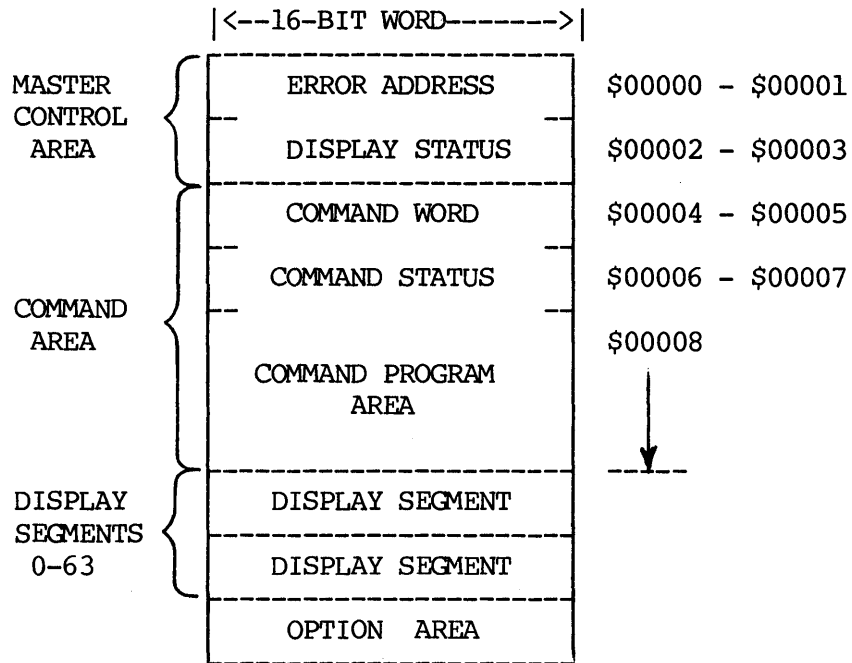 |<--16-BIT WORD------->|
MASTER CONTROL AREA
ERROR ADDRESS $00000 - $00001
DISPLAY STATUS $00002 - $00003
COMMAND AREA
COMMAND WORD $00004 - $00005
COMMAND STATUS $00006 - $00007
$00008
COMMAND PROGRAM
AREA
DISPLAY SEGMENTS 0-63
DISPLAY SEGMENT
DISPLAY SEGMENT
OPTION AREA